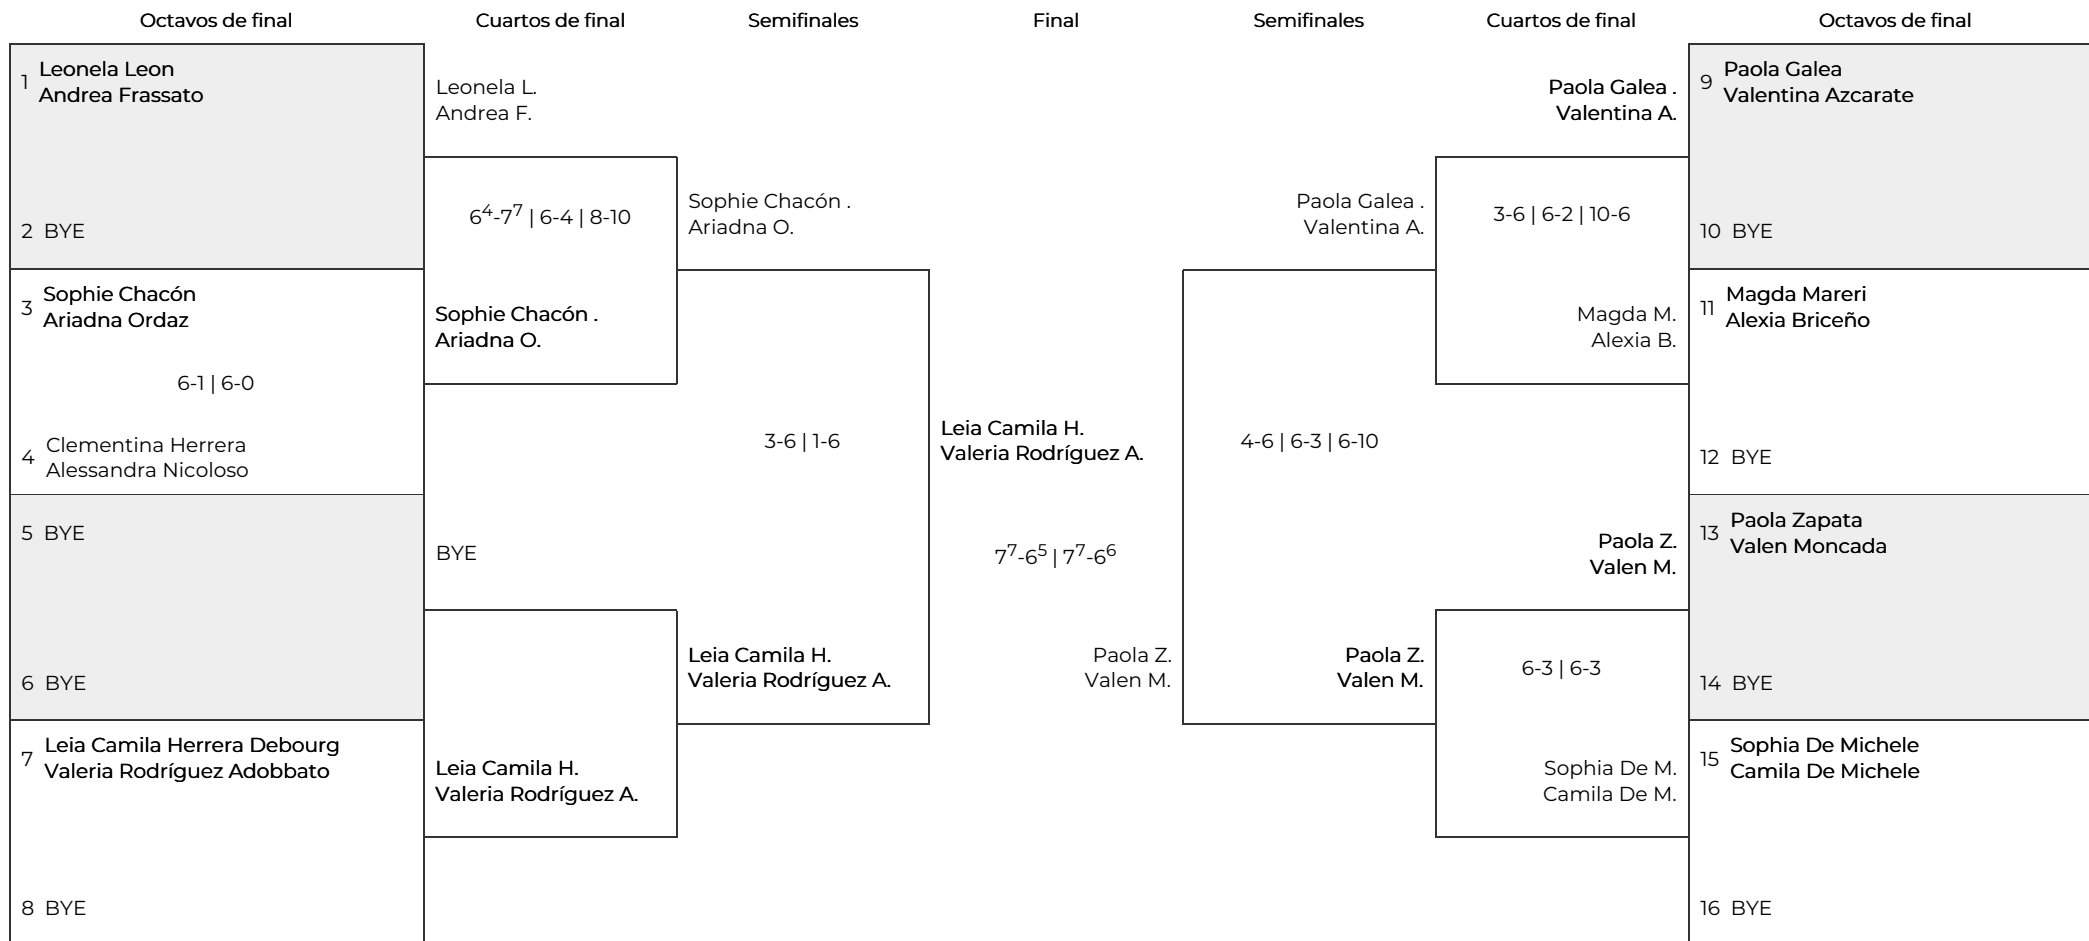 Octavos de final
Cuartos de final
Semifinales
Final
Semifinales
Cuartos de final
Octavos de final
1
Leonela Leon
Andrea Frassato
2 BYE
3
Sophie Chacón
Ariadna Ordaz
6-1 | 6-0
4
Clementina Herrera
Alessandra Nicoloso
5 BYE
6 BYE
7
Leia Camila Herrera Debourg
Valeria Rodríguez Adobbato
8 BYE
Leonela L.
Andrea F.
6⁴-7⁷ | 6-4 | 8-10
Sophie Chacón .
Ariadna O.
BYE
Leia Camila H.
Valeria Rodríguez A.
Sophie Chacón .
Ariadna O.
3-6 | 1-6
Leia Camila H.
Valeria Rodríguez A.
Leia Camila H.
Valeria Rodríguez A.
7⁷-6⁵ | 7⁷-6⁶
Paola Z.
Valen M.
Paola Galea .
Valentina A.
4-6 | 6-3 | 6-10
Paola Z.
Valen M.
Paola Galea .
Valentina A.
3-6 | 6-2 | 10-6
Magda M.
Alexia B.
Paola Z.
Valen M.
6-3 | 6-3
Sophia De M.
Camila De M.
9
Paola Galea
Valentina Azcarate
10 BYE
11
Magda Mareri
Alexia Briceño
12 BYE
13
Paola Zapata
Valen Moncada
14 BYE
15
Sophia De Michele
Camila De Michele
16 BYE